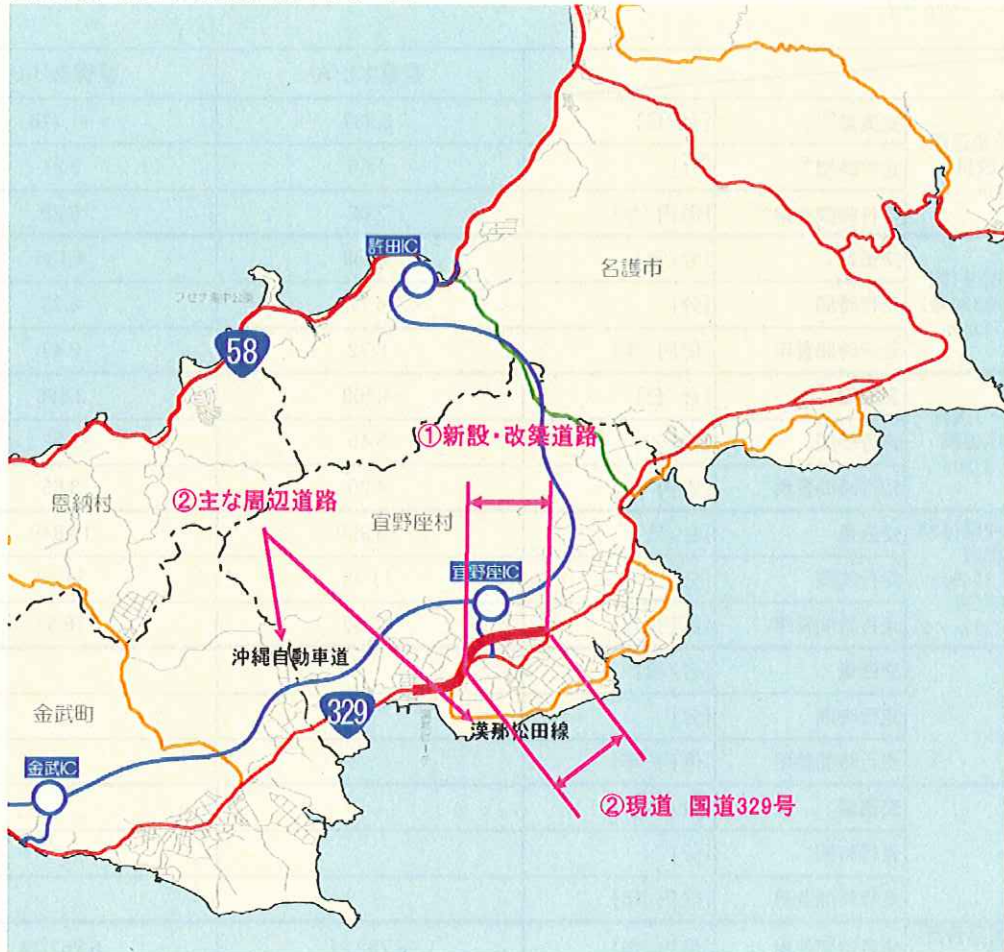 許田IC
名護市
58
①新設・改築道路
恩納村
②主な周辺道路
宜野座村
宜野座IC
沖縄自動車道
金武町
329
漢那松田線
金武IC
②現道 国道329号